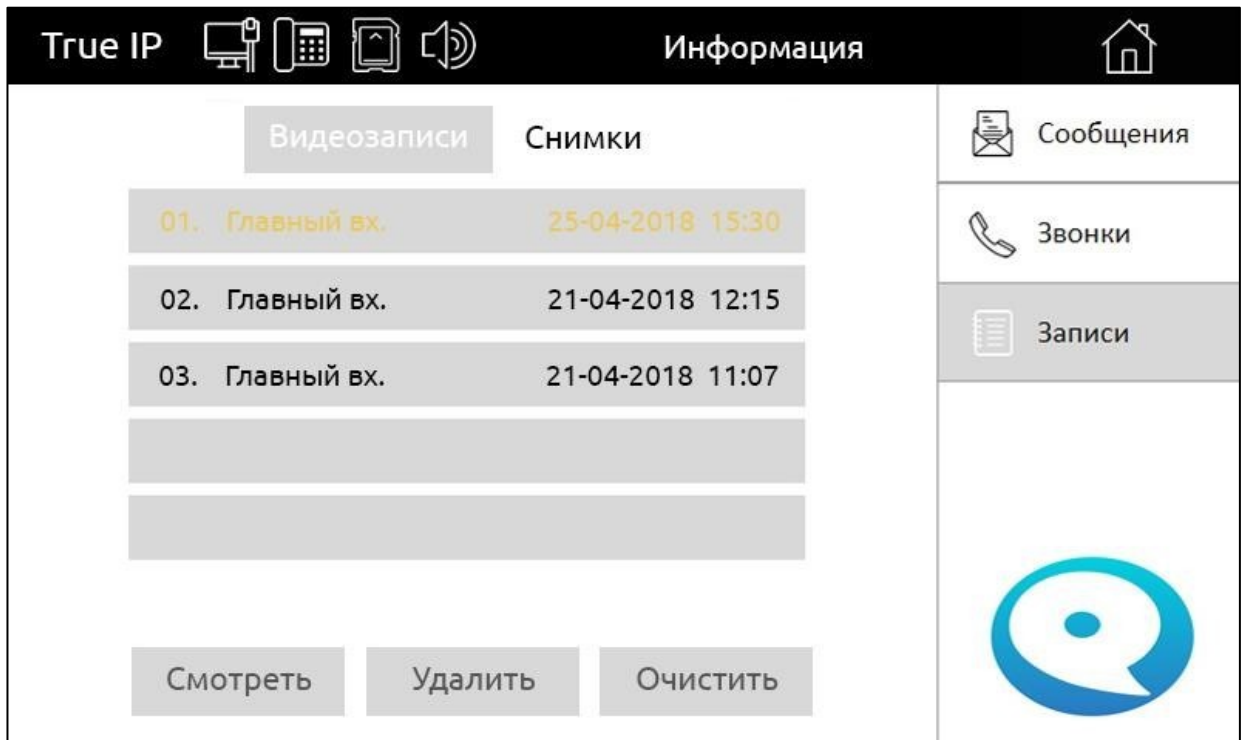 True IP Информация
Видеозаписи Снимки
01. Главный вх. 25-04-2018 15:30
02. Главный вх. 21-04-2018 12:15
03. Главный вх. 21-04-2018 11:07
Смотреть Удалить Очистить
Сообщения
Звонки
Записи